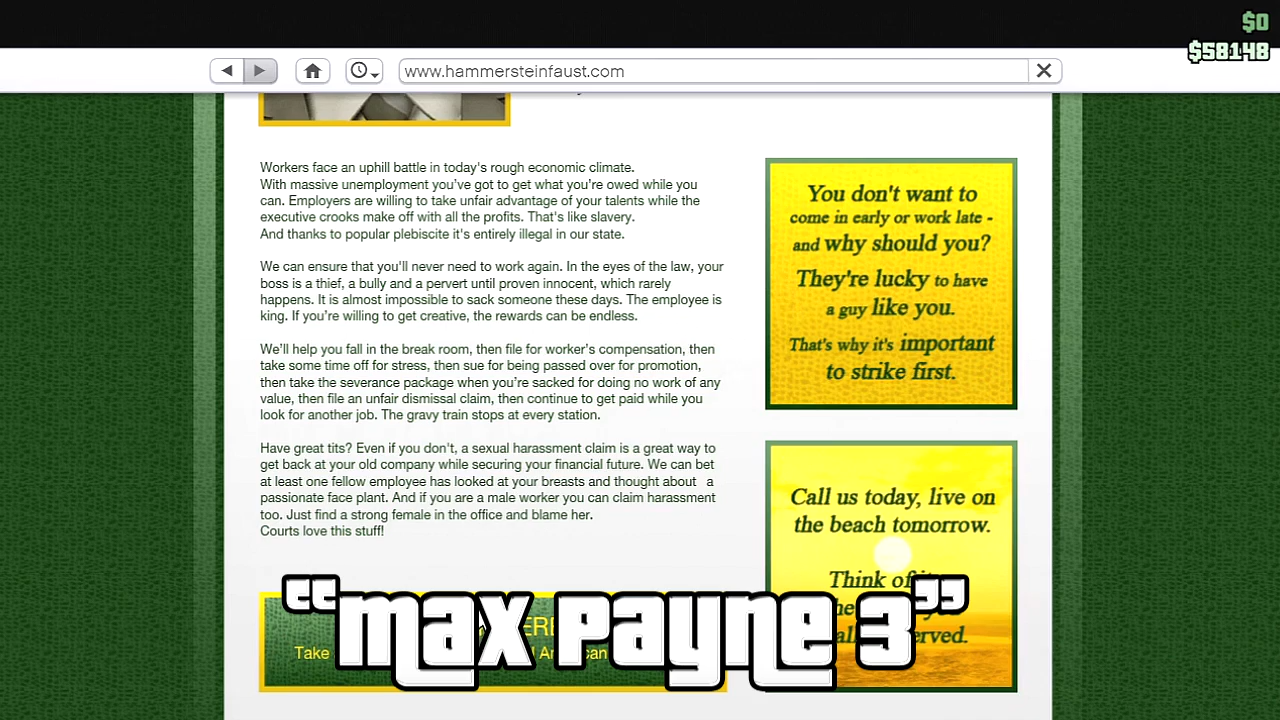 $0
$58148
www.hammersteinfaust.com
Workers face an uphill battle in today's rough economic climate.
With massive unemployment you've got to get what you're owed while you
can. Employers are willing to take unfair advantage of your talents while the
executive crooks make off with all the profits. That's like slavery.
And thanks to popular plebiscite it's entirely illegal in our state.
We can ensure that you'll never need to work again. In the eyes of the law, your
boss is a thief, a bully and a pervert until proven innocent, which rarely
happens. It is almost impossible to sack someone these days. The employee is
king. If you're willing to get creative, the rewards can be endless.
We'll help you fall in the break room, then file for worker's compensation, then
take some time off for stress, then sue for being passed over for promotion,
then take the severance package when you're sacked for doing no work of any
value, then file an unfair dismissal claim, then continue to get paid while you
look for another job. The gravy train stops at every station.
Have great tits? Even if you don't, a sexual harassment claim is a great way to
get back at your old company while securing your financial future. We can bet
at least one fellow employee has looked at your breasts and thought about a
passionate face plant. And if you are a male worker you can claim harassment
too. Just find a strong female in the office and blame her.
Courts love this stuff!
You don't want to
come in early or work late -
and why should you?
They're lucky to have
a guy like you.
That's why it's important
to strike first.
Call us today, live on
the beach tomorrow.
Think of
Take
"max payne 3"